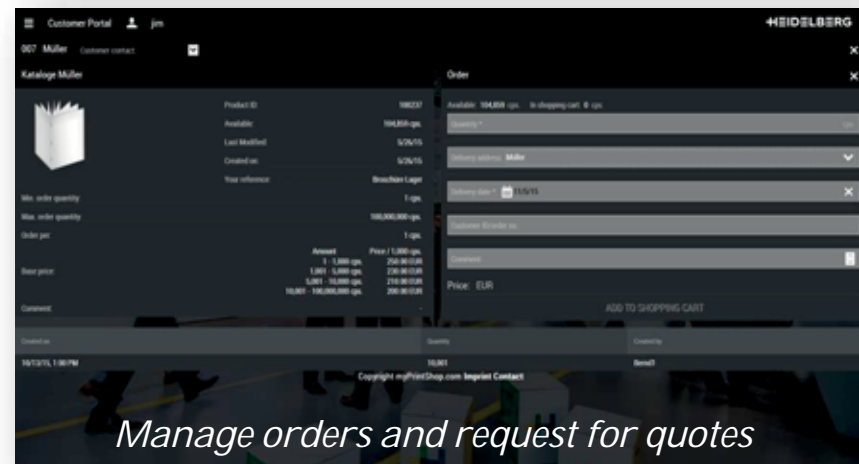 Customer Portal jim HEIDELBERG
007 Müller Customer contact
Kataloge Müller
Product ID: 100237
Available: 104,859 cps.
Last Modified: 5/26/15
Created on: 5/26/15
Your reference: Broschüre Lager
Min. order quantity: 1 cps.
Max. order quantity: 100,000,000 cps.
Order per: 1 cps.
Amount Price / 1,000 cps.
Base price:
1 - 1,000 cps. 250.00 EUR
1,001 - 5,000 cps. 230.00 EUR
5,001 - 10,000 cps. 210.00 EUR
10,001 - 100,000,000 cps. 200.00 EUR
Comment: -
Order
Available: 104,859 cps. In shopping cart: 0 cps.
Quantity * cps.
Delivery address: Müller
Delivery date * 11/5/15
Customer ID/order no.
Comment
Price: EUR
ADD TO SHOPPING CART
Created on Quantity Created by
10/13/15, 1:00 PM 10,001
Copyright myPrintShop.com Imprint Contact
Manage orders and request for quotes